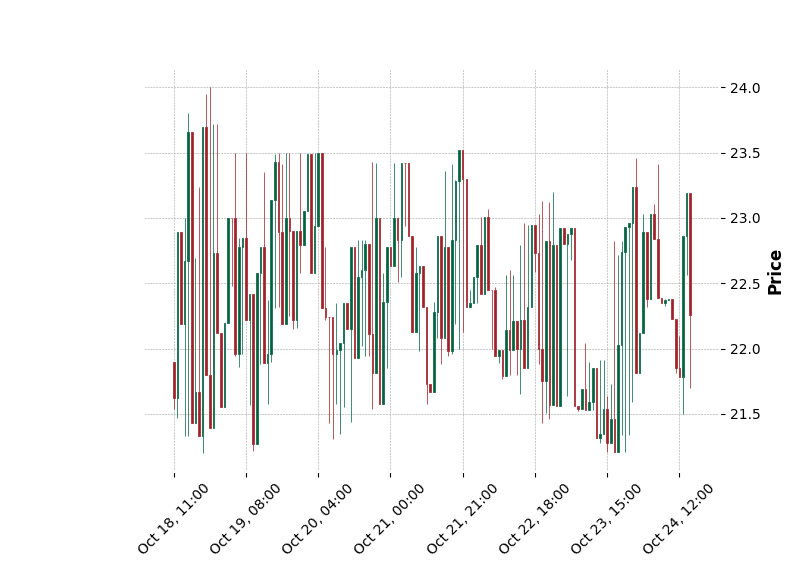 24.0
23.5
23.0
22.5
22.0
21.5
Price
Oct 18, 11:00
Oct 19, 08:00
Oct 20, 04:00
Oct 21, 00:00
Oct 21, 21:00
Oct 22, 18:00
Oct 23, 15:00
Oct 24, 12:00